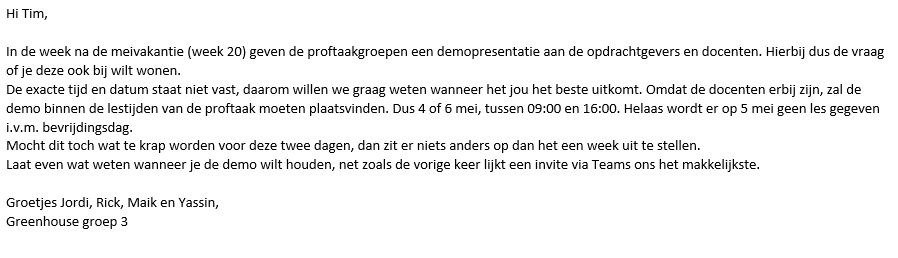 Hi Tim,
In de week na de meivakantie (week 20) geven de proftaakgroepen een demopresentatie aan de opdrachtgevers en docenten. Hierbij dus de vraag
of je deze ook bij wilt wonen.
De exacte tijd en datum staat niet vast, daarom willen we graag weten wanneer het jou het beste uitkomt. Omdat de docenten erbij zijn, zal de
demo binnen de lestijden van de proftaak moeten plaatsvinden. Dus 4 of 6 mei, tussen 09:00 en 16:00. Helaas wordt er op 5 mei geen les gegeven
i.v.m. bevrijdingsdag.
Mocht dit toch wat te krap worden voor deze twee dagen, dan zit er niets anders op dan het een week uit te stellen.
Laat even wat weten wanneer je de demo wilt houden, net zoals de vorige keer lijkt een invite via Teams ons het makkelijkste.
Groetjes Jordi, Rick, Maik en Yassin,
Greenhouse groep 3